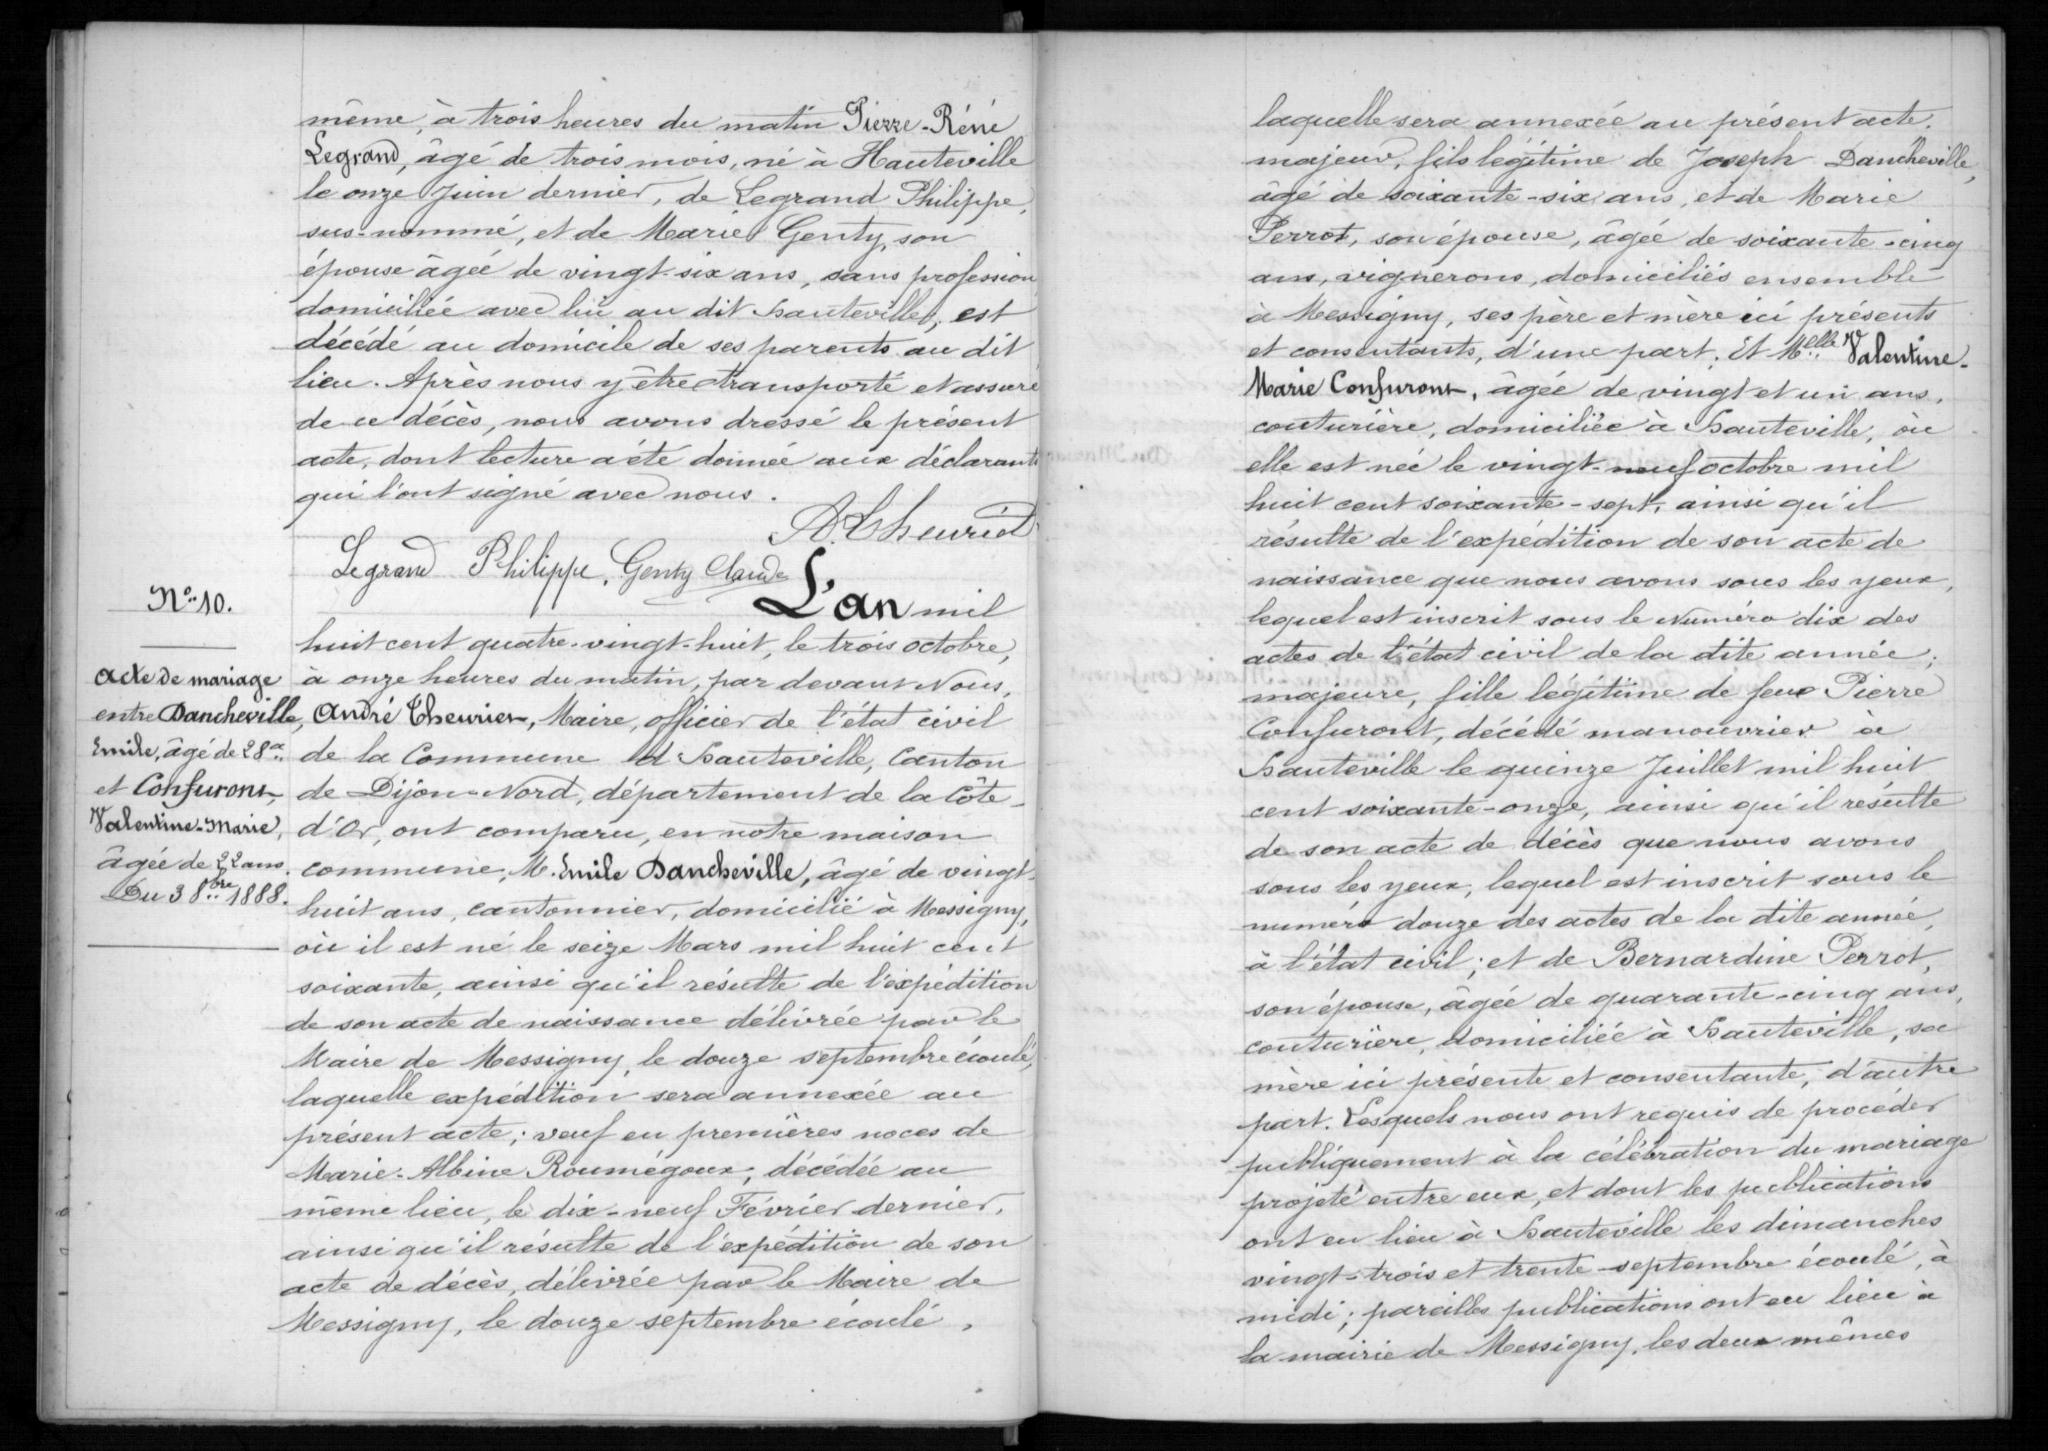 même, à trois heures du matin Pierre-Réné
Legrand, âgé de trois mois, né à Hauteville
le onze Juin dernier, de Legrand Philippe,
sus-nommé, et de Marie Genty, son
épouse âgée de vingt-six ans, sans profession
domiciliée avec lui au dit Hauteville, est
décédé au domicile de ses parents au dit
lieu. Après nous y être transporté et assuré
de ce décès, nous avons dressé le présent
acte, dont lecture a été donnée aux déclarants
qui l'ont signé avec nous.
A. Theuriet
Legrand Philippe, Genty Claude
N° 10.
Acte de mariage
entre Dancheville,
Emile, âgé de 28 a.
et Confuront,
Valentine-Marie,
âgée de 22 ans.
Du 3 8bre 1888.
L'an mil
huit cent quatre-vingt-huit, le trois octobre,
à onze heures du matin, par devant Nous,
André Theuriet, Maire, officier de l'état civil
de la Commune d'Hauteville, Canton
de Dijon-Nord, département de la Côte-
d'Or, ont comparu, en notre maison
commune, M. Emile Dancheville, âgé de vingt-
huit ans, cantonnier, domicilié à Messigny,
où il est né le seize Mars mil huit cent
soixante, ainsi qu'il résulte de l'expédition
de son acte de naissance délivrée par le
Maire de Messigny, le douze septembre écoulé,
laquelle expédition sera annexée au
présent acte; veuf en premières noces de
Marie-Albine Roumégoux, décédée au
même lieu, le dix-neuf Février dernier,
ainsi qu'il résulte de l'expédition de son
acte de décès, délivrée par le Maire de
Messigny, le douze septembre écoulé,
laquelle sera annexée au présent acte.
majeur, fils légitime de Joseph Dancheville,
âgé de soixante-six ans, et de Marie
Perrot, son épouse, âgée de soixante-cinq
ans, vignerons, domiciliés ensemble
à Messigny, ses père et mère ici présents
et consentants, d'une part. Et Melle Valentine-
Marie Confuront, âgée de vingt et un ans,
couturière, domiciliée à Hauteville, où
elle est née le vingt-neuf octobre mil
huit cent soixante-sept, ainsi qu'il
résulte de l'expédition de son acte de
naissance que nous avons sous les yeux,
lequel est inscrit sous le Numéro dix des
actes de l'état civil de la dite année;
majeure, fille légitime de feux Pierre
Confuront, décédé manouvrier à
Hauteville le quinze Juillet mil huit
cent soixante-onze, ainsi qu'il résulte
de son acte de décès que nous avons
sous les yeux, lequel est inscrit sous le
numéro douze des actes de la dite année,
à l'état civil; et de Bernardine Perrot,
son épouse, âgée de quarante-cinq ans,
couturière, domiciliée à Hauteville, sa
mère ici présente et consentante, d'autre
part. Lesquels nous ont requis de procéder
publiquement à la célébration du mariage
projeté entre eux, et dont les publications
ont eu lieu à Hauteville les dimanches
vingt-trois et trente septembre écoulé, à
midi; pareilles publications ont eu lieu à
la mairie de Messigny, les deux mêmes